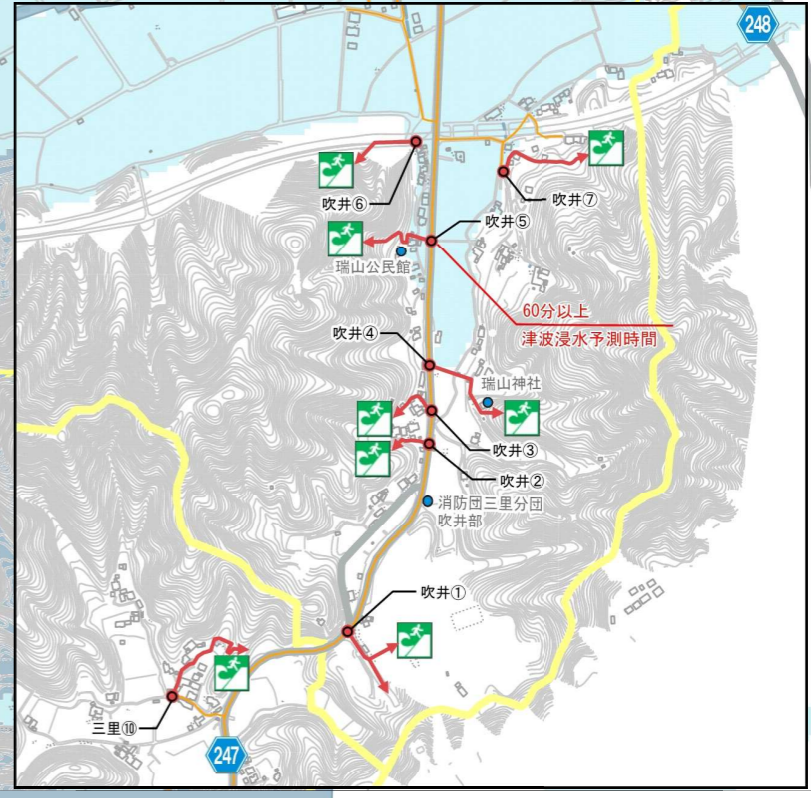 248
吹井⑥
吹井⑦
吹井⑤
瑞山公民館
60分以上
津波浸水予測時間
吹井④
瑞山神社
吹井③
吹井②
消防団三里分団
吹井部
吹井①
三里⑩
247